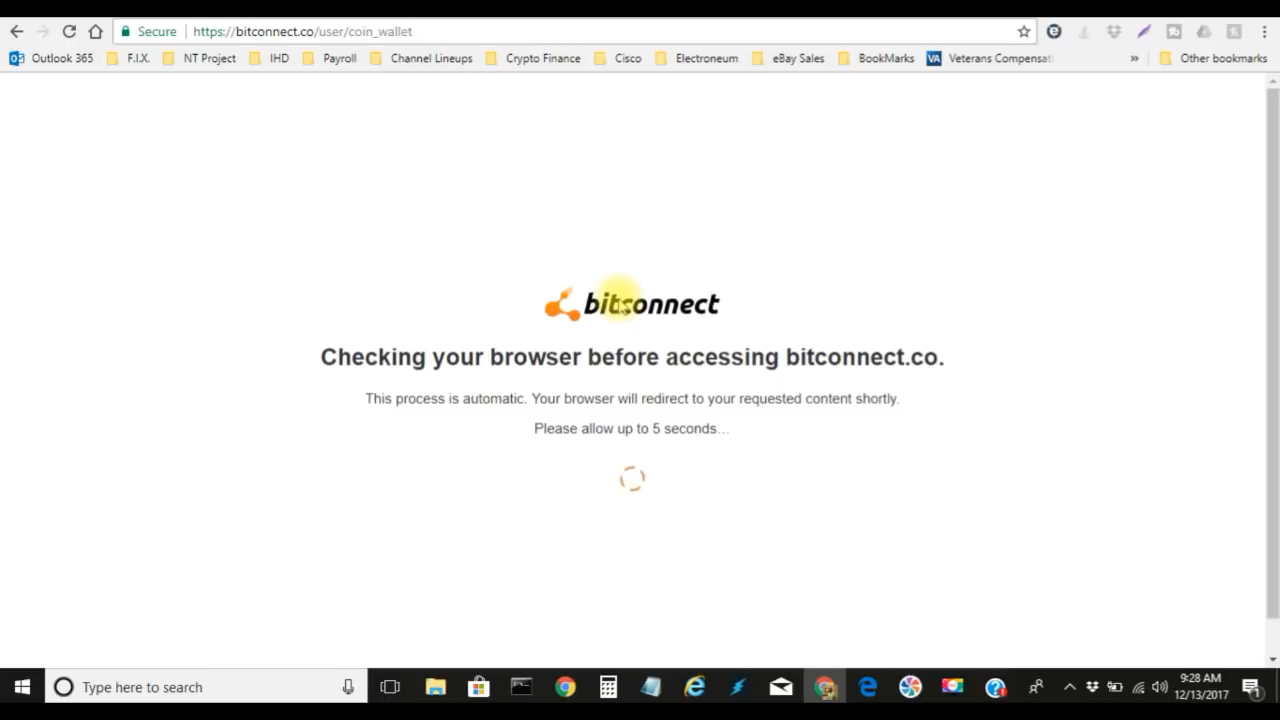 Secure https://bitconnect.co/user/coin_wallet
Outlook 365 F.I.X. NT Project IHD Payroll Channel Lineups Crypto Finance Cisco Electroneum eBay Sales BookMarks VA Veterans Compensati » Other bookmarks
bitconnect
Checking your browser before accessing bitconnect.co.
This process is automatic. Your browser will redirect to your requested content shortly.
Please allow up to 5 seconds…
Type here to search
9:28 AM
12/13/2017